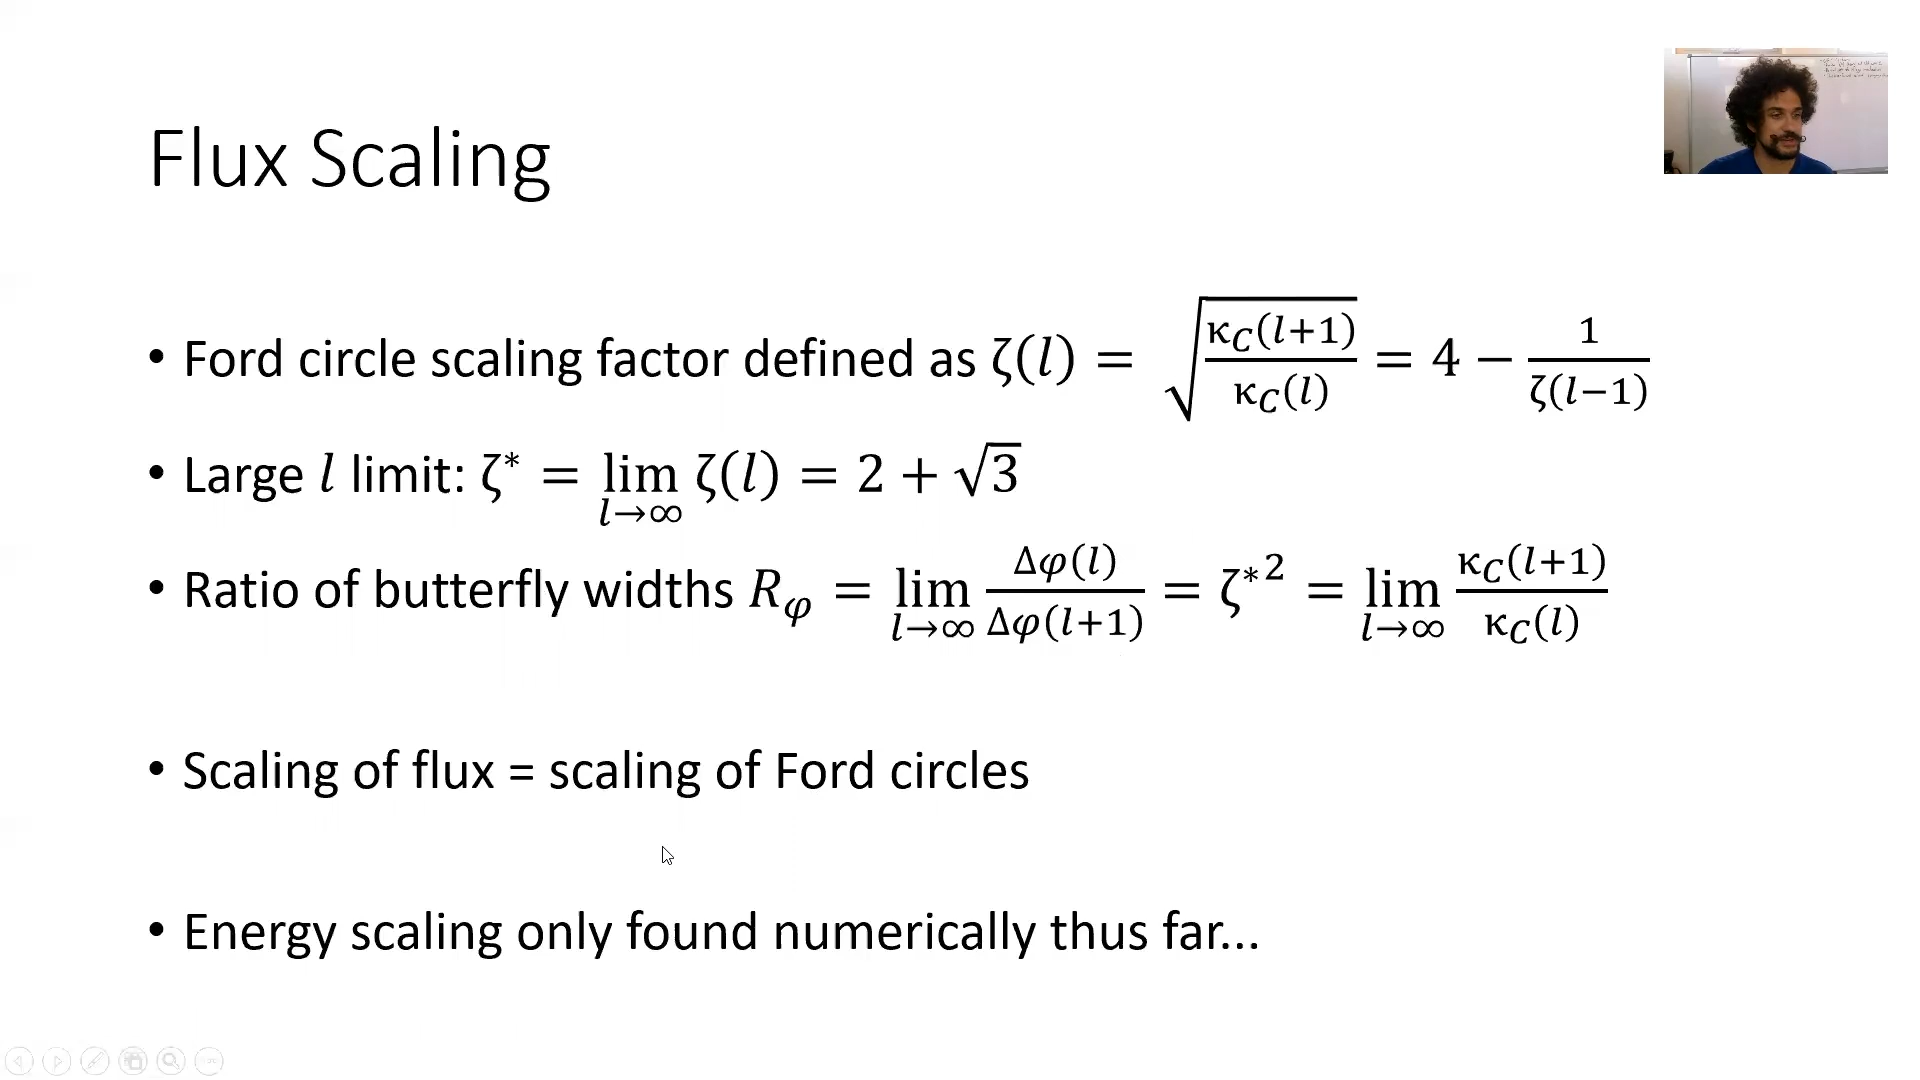 Flux Scaling
• Ford circle scaling factor defined as ζ(l) = √(κ_C(l+1)/κ_C(l)) = 4 − 1/ζ(l−1)
• Large l limit: ζ* = lim_{l→∞} ζ(l) = 2 + √3
• Ratio of butterfly widths R_φ = lim_{l→∞} Δφ(l)/Δφ(l+1) = ζ*² = lim_{l→∞} κ_C(l+1)/κ_C(l)
• Scaling of flux = scaling of Ford circles
• Energy scaling only found numerically thus far...